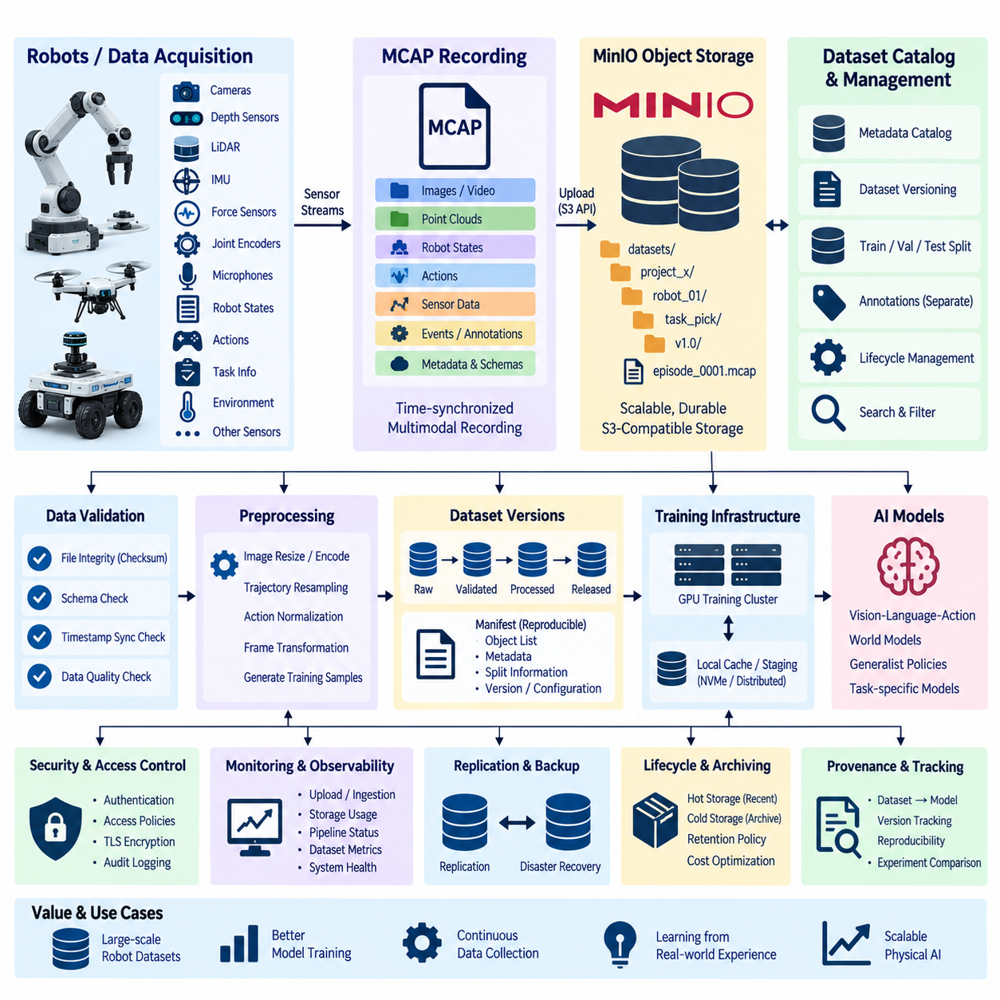 Robots / Data Acquisition
Cameras
Depth Sensors
LiDAR
IMU
Force Sensors
Joint Encoders
Microphones
Robot States
Actions
Task Info
Environment
Other Sensors
Sensor
Streams
MCAP Recording
MCAP
Images / Video
Point Clouds
Robot States
Actions
Sensor Data
Events / Annotations
Metadata & Schemas
Time-synchronized
Multimodal Recording
Upload
(S3 API)
MinIO Object Storage
MINIO
datasets/
project_x/
robot_01/
task_pick/
v1.0/
episode_0001.mcap
Scalable, Durable
S3-Compatible Storage
Dataset Catalog
& Management
Metadata Catalog
Dataset Versioning
Train / Val / Test Split
Annotations (Separate)
Lifecycle Management
Search & Filter
Data Validation
File Integrity (Checksum)
Schema Check
Timestamp Sync Check
Data Quality Check
Preprocessing
Image Resize / Encode
Trajectory Resampling
Action Normalization
Frame Transformation
Generate Training Samples
Dataset Versions
Raw
Validated
Processed
Released
Manifest (Reproducible)
Object List
• Metadata
• Split Information
• Version / Configuration
Training Infrastructure
GPU Training Cluster
Local Cache / Staging
(NVMe / Distributed)
AI Models
Vision-Language-Action
World Models
Generalist Policies
Task-specific Models
Security & Access Control
• Authentication
• Access Policies
• TLS Encryption
• Audit Logging
Monitoring & Observability
• Upload / Ingestion
• Storage Usage
• Pipeline Status
• Dataset Metrics
• System Health
Replication & Backup
Replication
Disaster Recovery
Lifecycle & Archiving
Hot Storage (Recent)
Cold Storage (Archive)
Retention Policy
Cost Optimization
Provenance & Tracking
• Dataset → Model
Version Tracking
Reproducibility
• Experiment Comparison
Value & Use Cases
Large-scale
Robot Datasets
Better
Model Training
Continuous
Data Collection
Learning from
Real-world Experience
Scalable
Physical AI